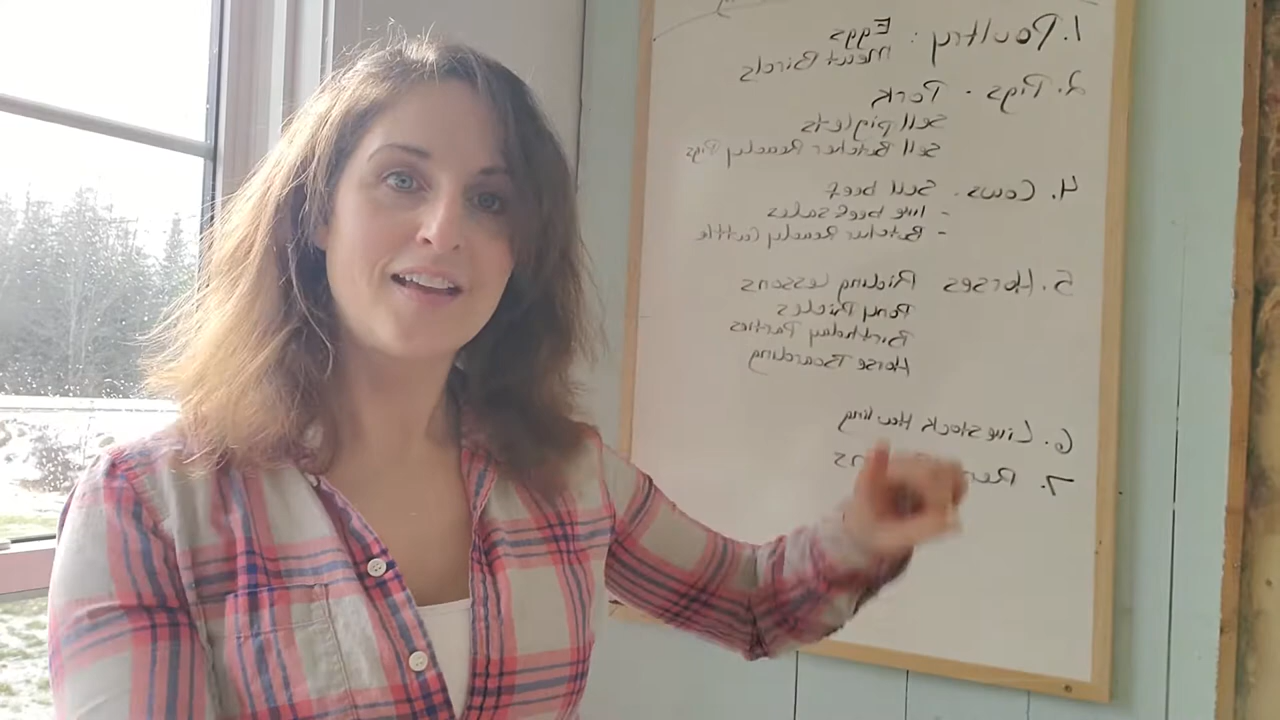 1. Poultry: Eggs
Meat Birds
2. Pigs - Pork
Sell piglets
Sell Butcher Ready Pigs
4. Cows - Sell beef
- live beef sales
- Butcher Ready Cattle
5. Horses Riding Lessons
Pony Rides
Birthday Parties
Horse Boarding
6. Livestock Hauling
7.